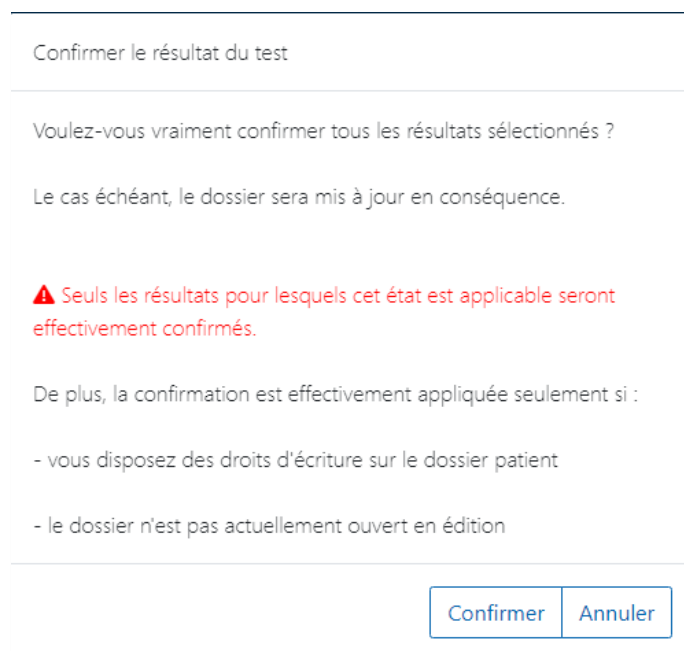 Confirmer le résultat du test
Voulez-vous vraiment confirmer tous les résultats sélectionnés ?
Le cas échéant, le dossier sera mis à jour en conséquence.
Seuls les résultats pour lesquels cet état est applicable seront
effectivement confirmés.
De plus, la confirmation est effectivement appliquée seulement si :
- vous disposez des droits d'écriture sur le dossier patient
- le dossier n'est pas actuellement ouvert en édition
Confirmer Annuler